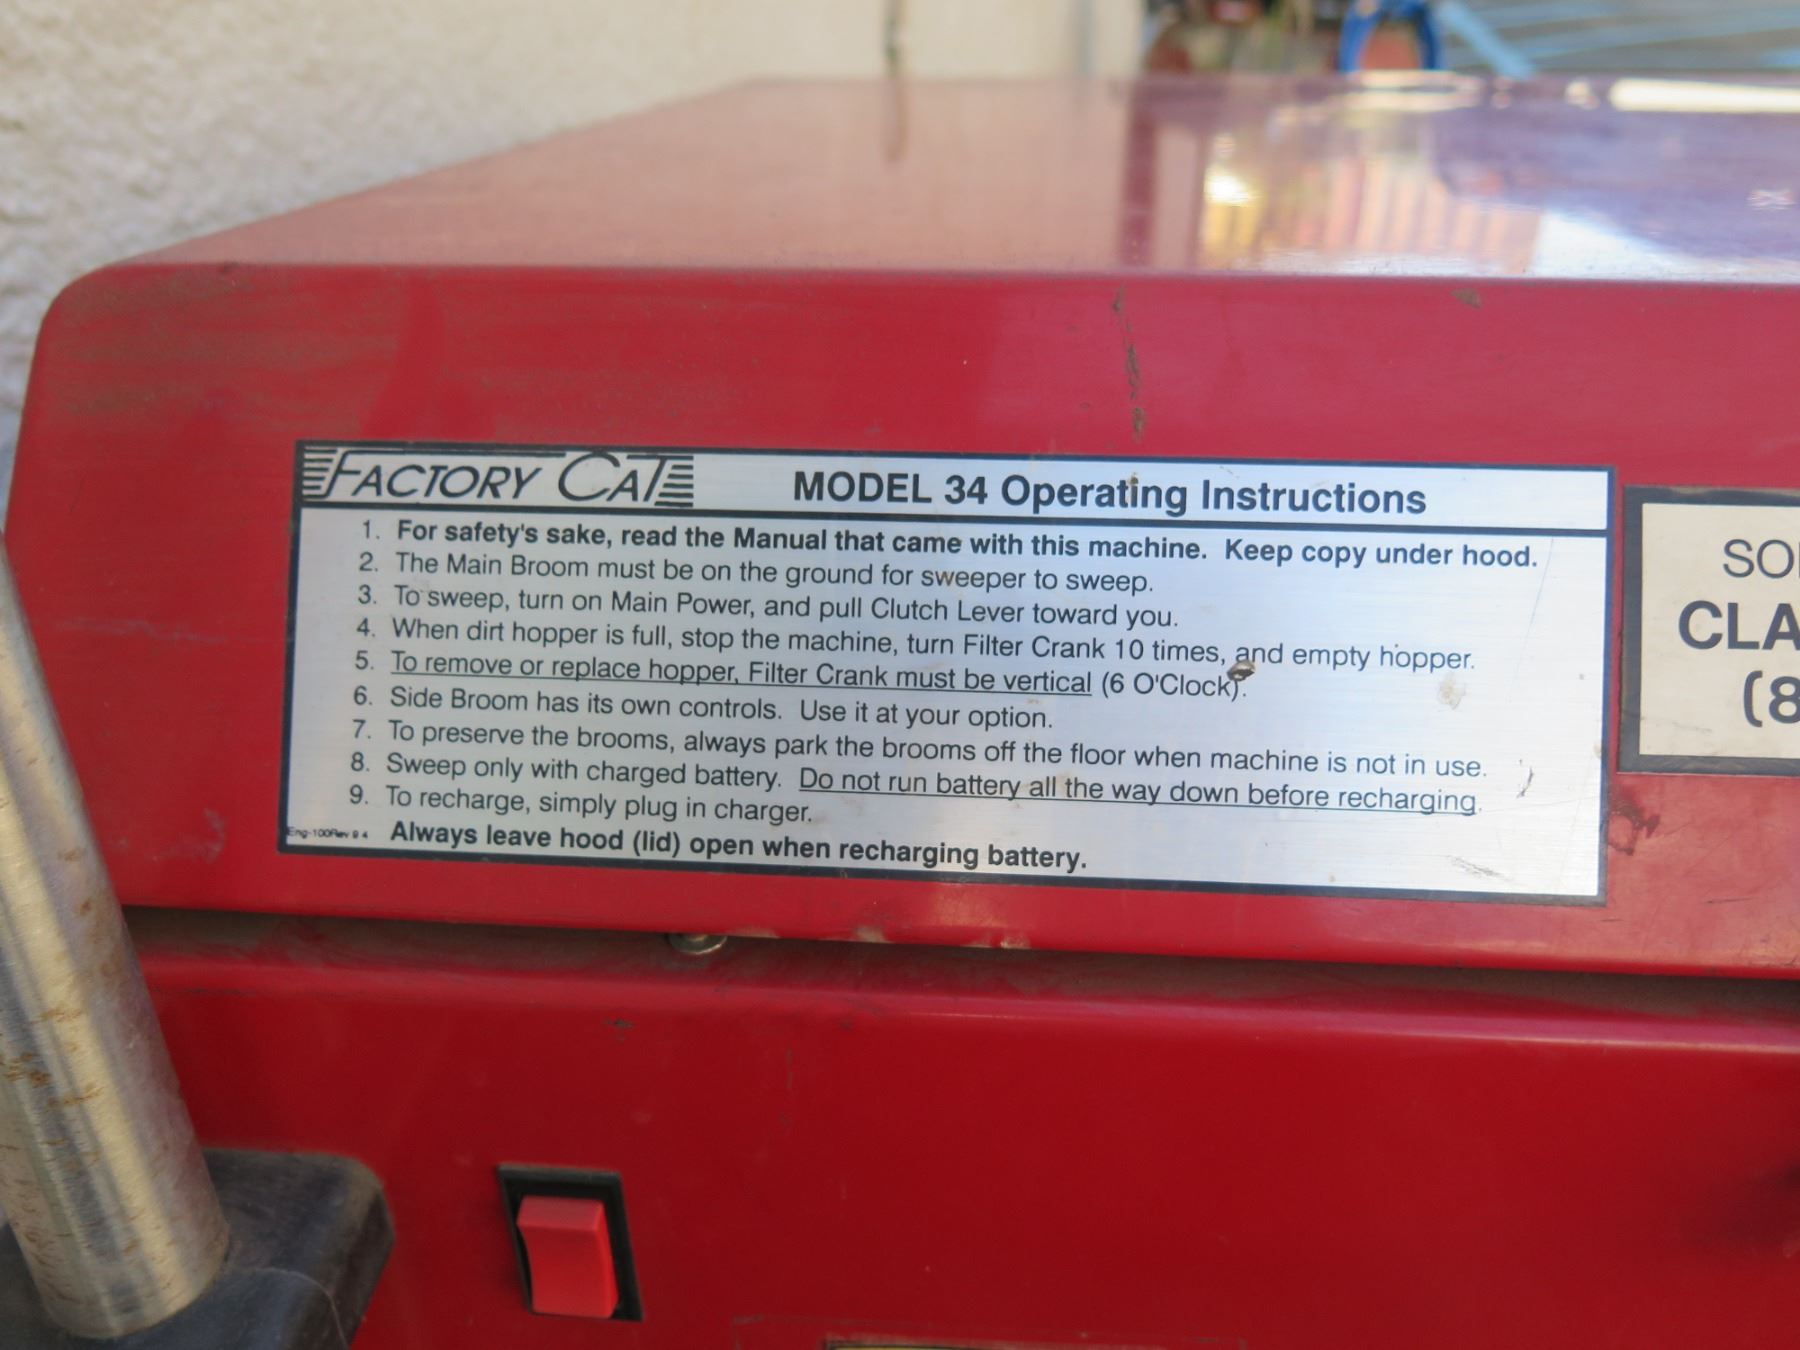 FACTORY CAT
MODEL 34 Operating Instructions
1. For safety's sake, read the Manual that came with this machine. Keep copy under hood.
2. The Main Broom must be on the ground for sweeper to sweep.
3. To sweep, turn on Main Power, and pull Clutch Lever toward you.
4. When dirt hopper is full, stop the machine, turn Filter Crank 10 times, and empty hopper.
5. To remove or replace hopper, Filter Crank must be vertical (6 O'Clock).
6. Side Broom has its own controls. Use it at your option.
7. To preserve the brooms, always park the brooms off the floor when machine is not in use.
8. Sweep only with charged battery. Do not run battery all the way down before recharging.
9. To recharge, simply plug in charger.
Always leave hood (lid) open when recharging battery.
Eng-100Rev 9 4
SOL
CLA
(8